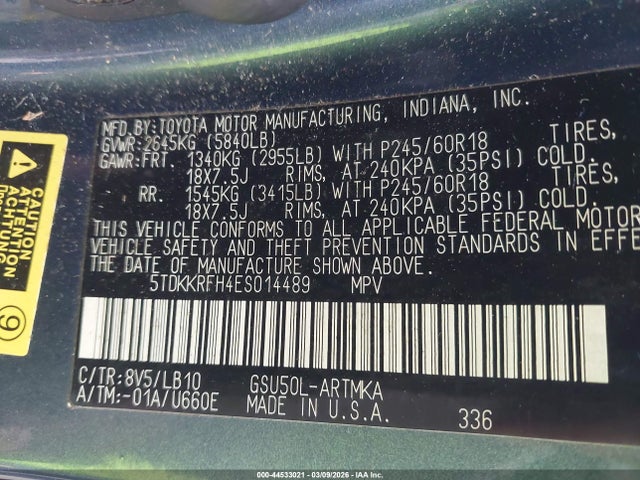 MFD.BY:TOYOTA MOTOR MANUFACTURING, INDIANA, INC.
GVWR:2645KG (5840LB)
GAWR:FRT. 1340KG (2955LB) WITH P245/60R18 TIRES,
18X7.5J RIMS, AT 240KPA (35PSI) COLD.
RR. 1545KG (3415LB) WITH P245/60R18 TIRES,
18X7.5J RIMS, AT 240KPA (35PSI) COLD.
THIS VEHICLE CONFORMS TO ALL APPLICABLE FEDERAL MOTOR
VEHICLE SAFETY AND THEFT PREVENTION STANDARDS IN EFFE
THE DATE OF MANUFACTURE SHOWN ABOVE.
5TDKKRFH4ES014489 MPV
C/TR:8V5/LB10 GSU50L-ARTMKA
A/TM:-01A/U660E MADE IN U.S.A. 336
CAUTION
ACHTUNG
9
000-44533021 - 03/09/2026 - IAA Inc.